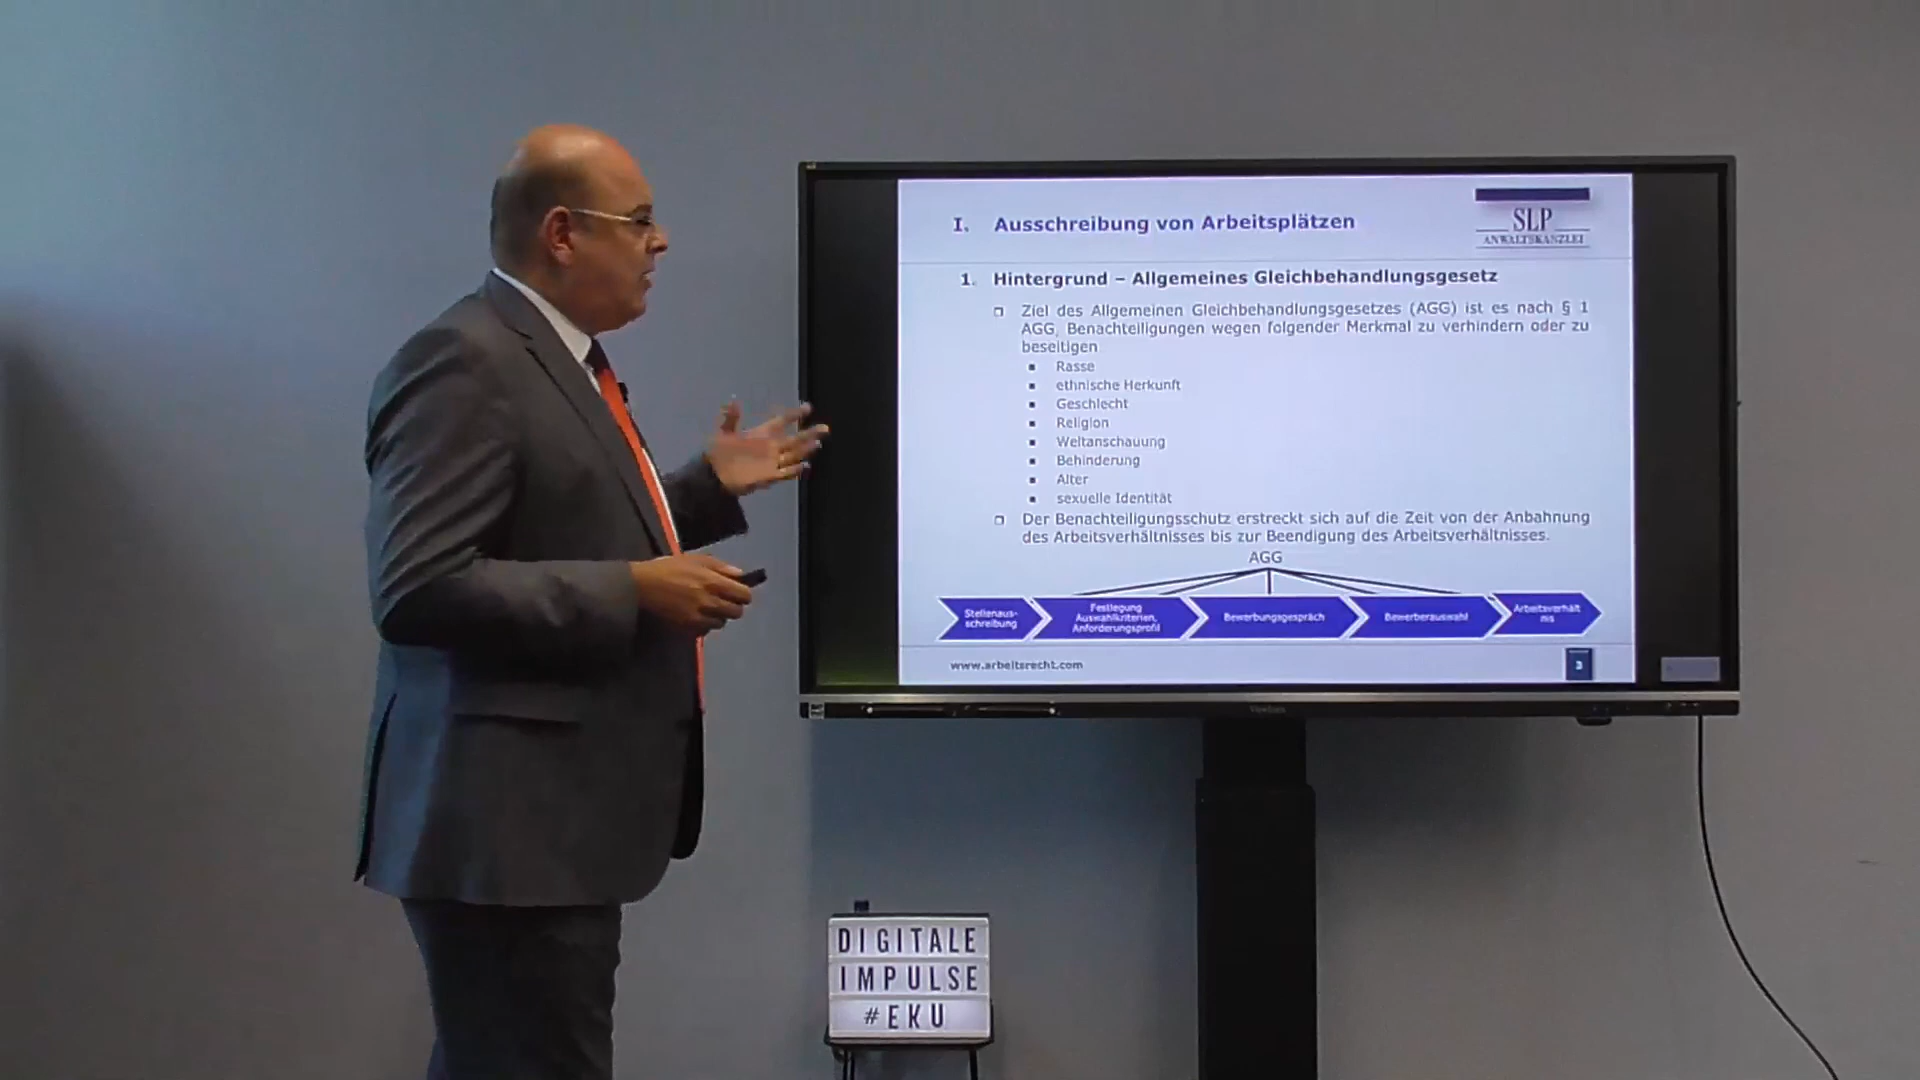 I. Ausschreibung von Arbeitsplätzen
SLP
ANWALTSKANZLEI
1. Hintergrund – Allgemeines Gleichbehandlungsgesetz
Ziel des Allgemeinen Gleichbehandlungsgesetzes (AGG) ist es nach § 1
AGG, Benachteiligungen wegen folgender Merkmal zu verhindern oder zu
beseitigen
Rasse
ethnische Herkunft
Geschlecht
Religion
Weltanschauung
Behinderung
Alter
sexuelle Identität
Der Benachteiligungsschutz erstreckt sich auf die Zeit von der Anbahnung
des Arbeitsverhältnisses bis zur Beendigung des Arbeitsverhältnisses.
AGG
Stellenaus-
schreibung
Festlegung
Auswahlkriterien,
Anforderungsprofil
Bewerbungsgespräch
Bewerberauswahl
Arbeitsverhält
nis
www.arbeitsrecht.com
3
DIGITALE
IMPULSE
#EKU